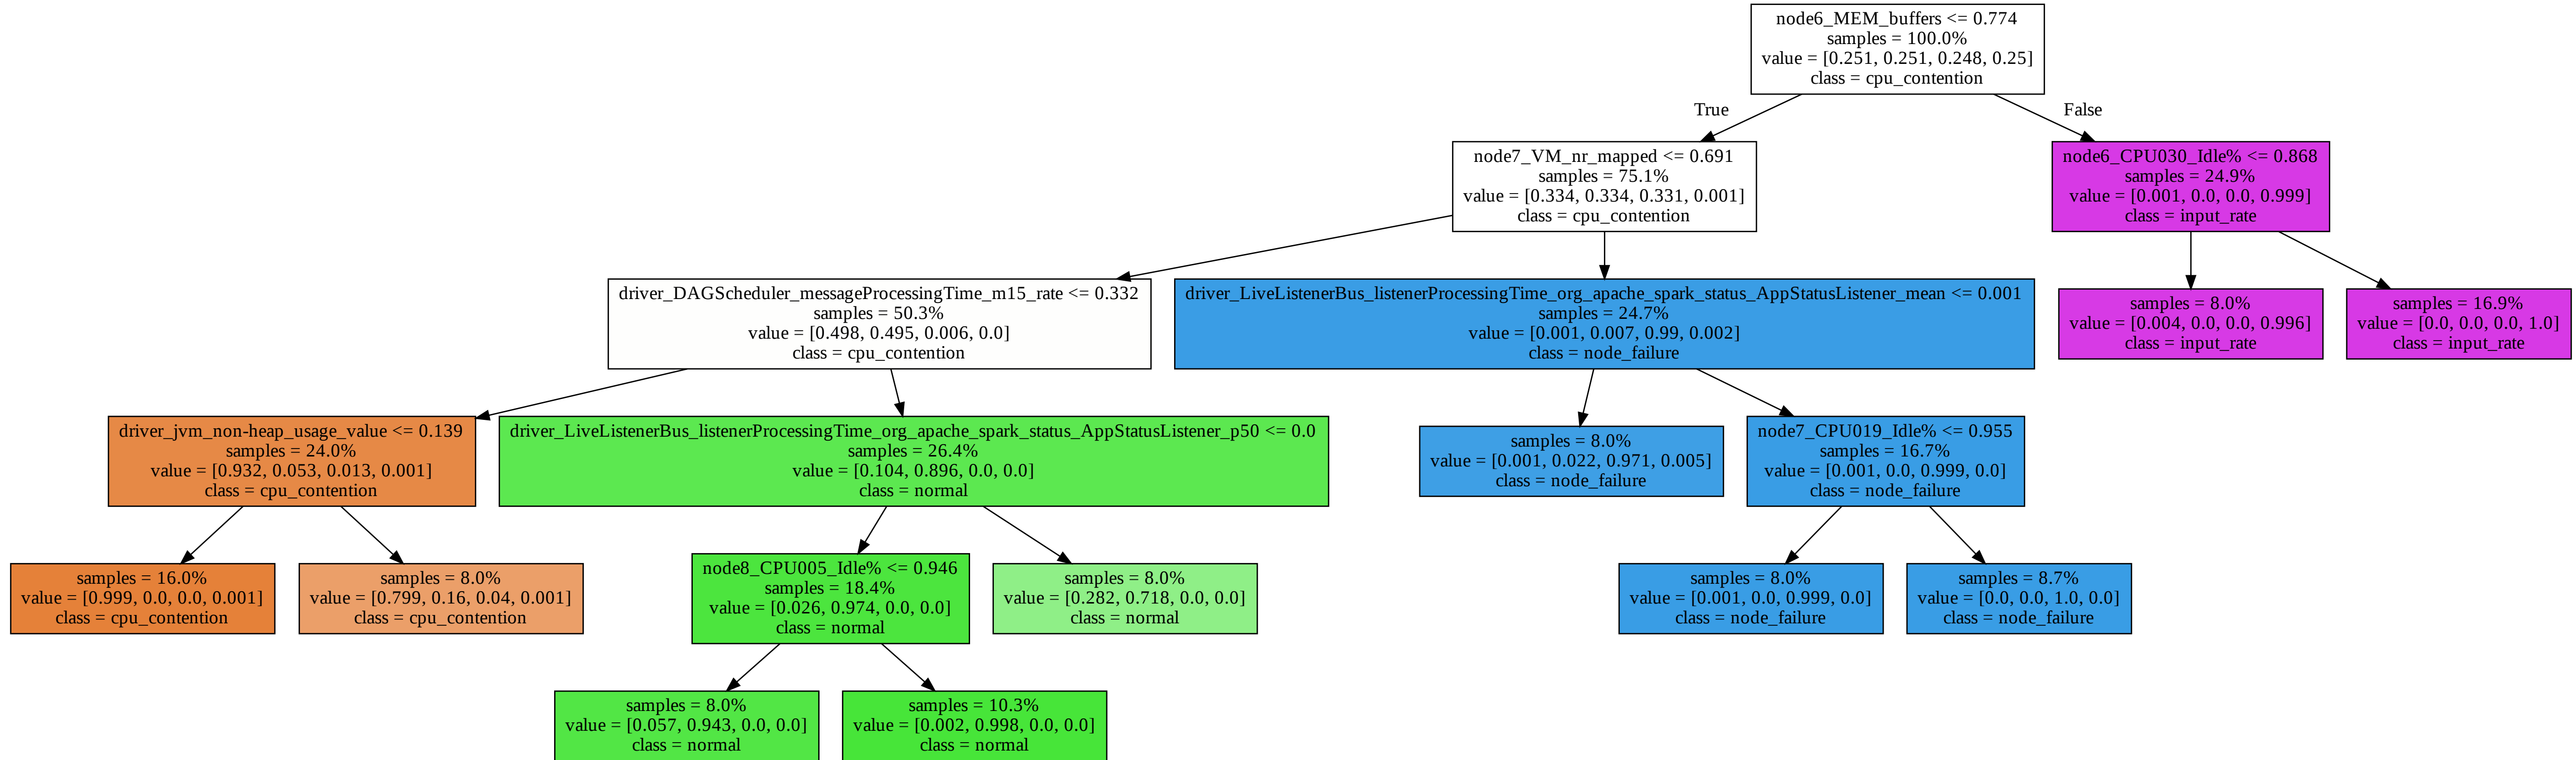 node6_MEM_buffers <= 0.774
samples = 100.0%
value = [0.251, 0.251, 0.248, 0.25]
class = cpu_contention
True
False
node7_VM_nr_mapped <= 0.691
samples = 75.1%
value = [0.334, 0.334, 0.331, 0.001]
class = cpu_contention
node6_CPU030_Idle% <= 0.868
samples = 24.9%
value = [0.001, 0.0, 0.0, 0.999]
class = input_rate
driver_DAGScheduler_messageProcessingTime_m15_rate <= 0.332
samples = 50.3%
value = [0.498, 0.495, 0.006, 0.0]
class = cpu_contention
driver_LiveListenerBus_listenerProcessingTime_org_apache_spark_status_AppStatusListener_mean <= 0.001
samples = 24.7%
value = [0.001, 0.007, 0.99, 0.002]
class = node_failure
samples = 8.0%
value = [0.004, 0.0, 0.0, 0.996]
class = input_rate
samples = 16.9%
value = [0.0, 0.0, 0.0, 1.0]
class = input_rate
driver_jvm_non-heap_usage_value <= 0.139
samples = 24.0%
value = [0.932, 0.053, 0.013, 0.001]
class = cpu_contention
driver_LiveListenerBus_listenerProcessingTime_org_apache_spark_status_AppStatusListener_p50 <= 0.0
samples = 26.4%
value = [0.104, 0.896, 0.0, 0.0]
class = normal
samples = 8.0%
value = [0.001, 0.022, 0.971, 0.005]
class = node_failure
node7_CPU019_Idle% <= 0.955
samples = 16.7%
value = [0.001, 0.0, 0.999, 0.0]
class = node_failure
samples = 16.0%
value = [0.999, 0.0, 0.0, 0.001]
class = cpu_contention
samples = 8.0%
value = [0.799, 0.16, 0.04, 0.001]
class = cpu_contention
node8_CPU005_Idle% <= 0.946
samples = 18.4%
value = [0.026, 0.974, 0.0, 0.0]
class = normal
samples = 8.0%
value = [0.282, 0.718, 0.0, 0.0]
class = normal
samples = 8.0%
value = [0.001, 0.0, 0.999, 0.0]
class = node_failure
samples = 8.7%
value = [0.0, 0.0, 1.0, 0.0]
class = node_failure
samples = 8.0%
value = [0.057, 0.943, 0.0, 0.0]
class = normal
samples = 10.3%
value = [0.002, 0.998, 0.0, 0.0]
class = normal